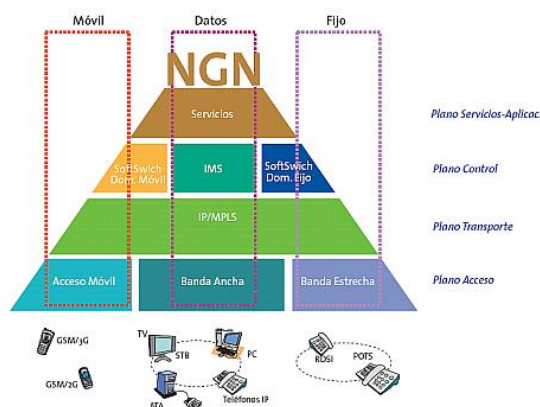 Móvil Datos Fijo
NGN
Servicios
Plano Servicios-Aplicac
SoftSwich
Dom. Móvil
IMS
SoftSwich
Dom. Fijo
Plano Control
IP/MPLS
Plano Transporte
Acceso Móvil
Banda Ancha
Banda Estrecha
Plano Acceso
GSM/3G
TV
STB
PC
RDSI
POTS
GSM/2G
ATA
Teléfonos IP